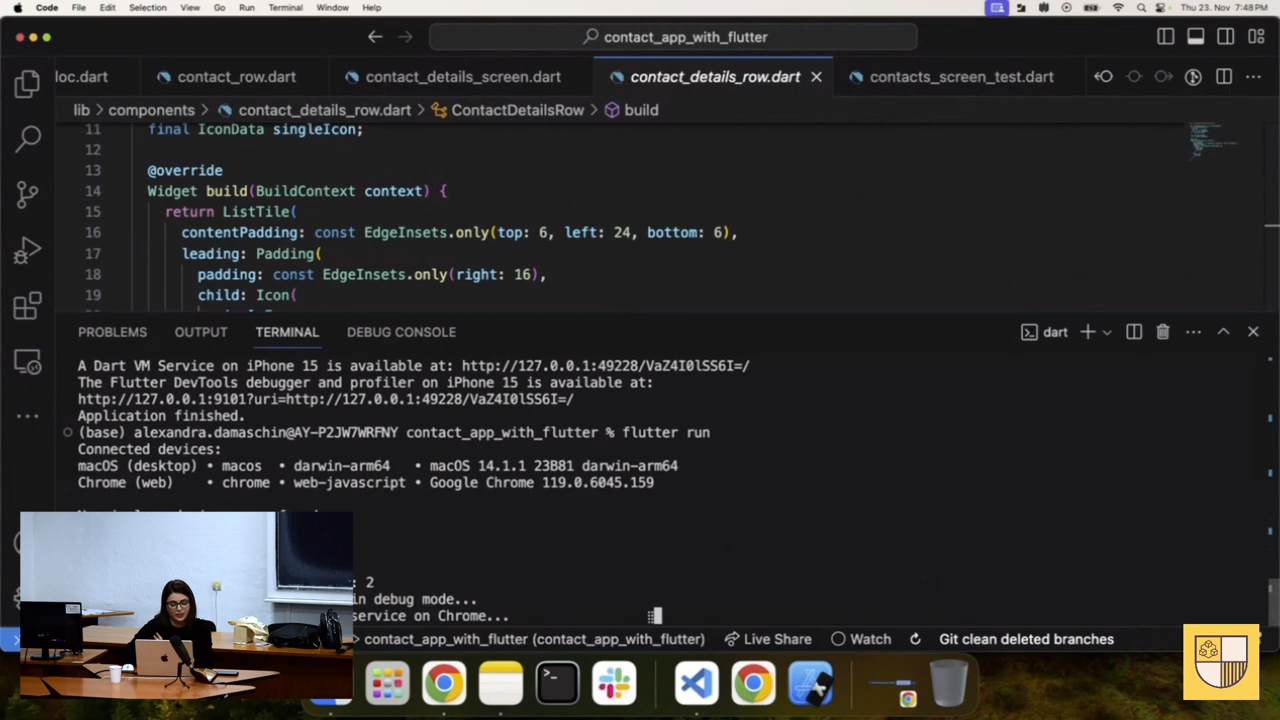 Code File Edit Selection View Go Run Terminal Window Help Thu 23. Nov 7:48 PM
contact_app_with_flutter
loc.dart contact_row.dart contact_details_screen.dart contact_details_row.dart contacts_screen_test.dart
lib components contact_details_row.dart ContactDetailsRow build
11 final IconData singleIcon;
12
13 @override
14 Widget build(BuildContext context) {
15 return ListTile(
16 contentPadding: const EdgeInsets.only(top: 6, left: 24, bottom: 6),
17 leading: Padding(
18 padding: const EdgeInsets.only(right: 16),
19 child: Icon(
PROBLEMS OUTPUT TERMINAL DEBUG CONSOLE dart
A Dart VM Service on iPhone 15 is available at: http://127.0.0.1:49228/VaZ4I0lSS6I=/
The Flutter DevTools debugger and profiler on iPhone 15 is available at:
http://127.0.0.1:9101?uri=http://127.0.0.1:49228/VaZ4I0lSS6I=/
Application finished.
(base) alexandra.damaschin@AY-P2JW7WRFNY contact_app_with_flutter % flutter run
Connected devices:
macOS (desktop) • macos • darwin-arm64 • macOS 14.1.1 23B81 darwin-arm64
Chrome (web) • chrome • web-javascript • Google Chrome 119.0.6045.159
: 2
in debug mode...
service on Chrome...
contact_app_with_flutter (contact_app_with_flutter) Live Share Watch Git clean deleted branches